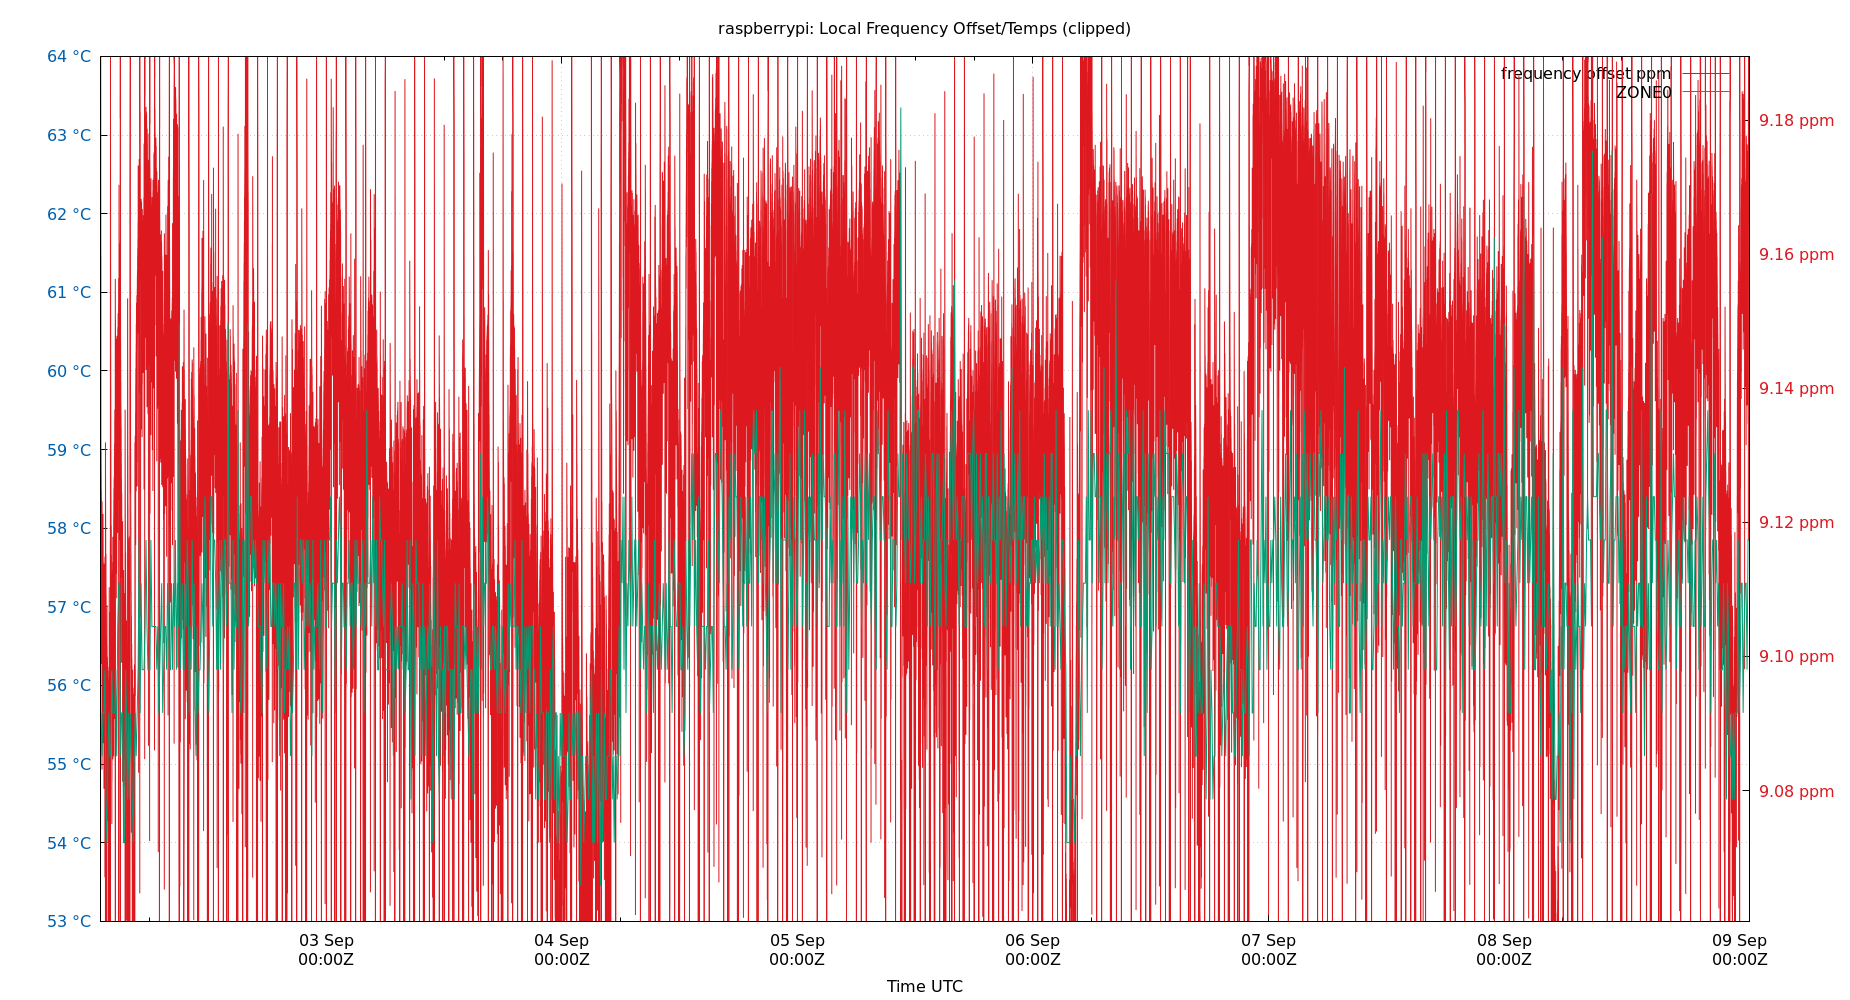 raspberrypi: Local Frequency Offset/Temps (clipped)
64 °C
63 °C
62 °C
61 °C
60 °C
59 °C
58 °C
57 °C
56 °C
55 °C
54 °C
53 °C
frequency offset ppm
ZONE0
9.18 ppm
9.16 ppm
9.14 ppm
9.12 ppm
9.10 ppm
9.08 ppm
03 Sep
00:00Z
04 Sep
00:00Z
05 Sep
00:00Z
06 Sep
00:00Z
07 Sep
00:00Z
08 Sep
00:00Z
09 Sep
00:00Z
Time UTC